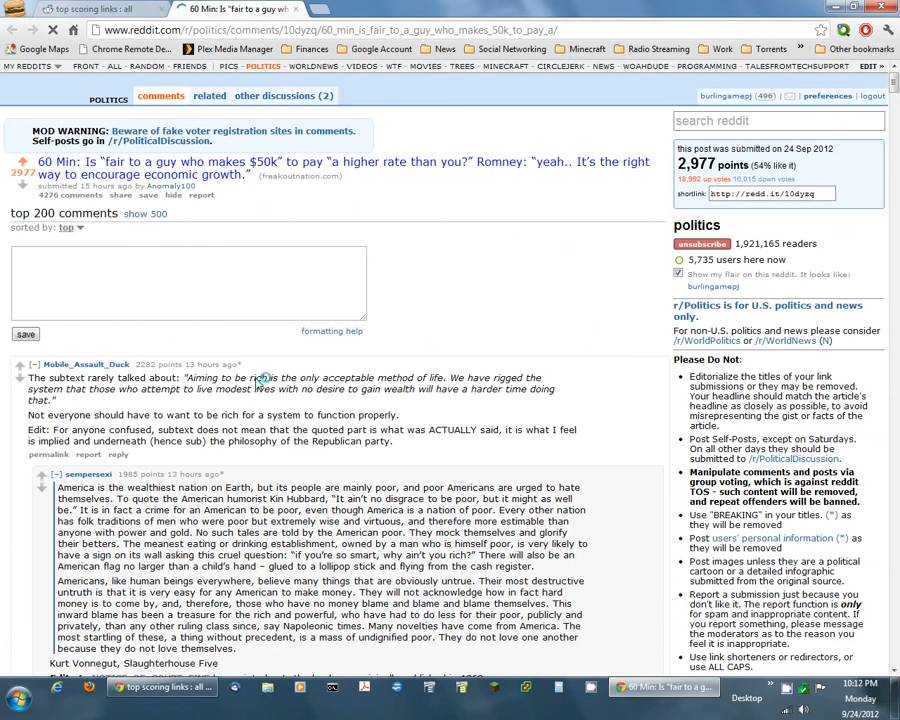 top scoring links : all
60 Min: Is "fair to a guy wh
www.reddit.com/r/politics/comments/10dyzq/60_min_is_fair_to_a_guy_who_makes_50k_to_pay_a/
Google Maps Chrome Remote De... Plex Media Manager Finances Google Account News Social Networking Minecraft Radio Streaming Work Torrents » Other bookmarks
MY REDDITS FRONT - ALL - RANDOM - FRIENDS | PICS - POLITICS - WORLDNEWS - VIDEOS - WTF - MOVIES - TREES - MINECRAFT - CIRCLEJERK - NEWS - WOAHDUDE - PROGRAMMING - TALESFROMTECHSUPPORT EDIT »
POLITICS comments related other discussions (2)
burlingamepj (496) | | preferences | logout
MOD WARNING: Beware of fake voter registration sites in comments.
Self-posts go in /r/PoliticalDiscussion.
2977
60 Min: Is "fair to a guy who makes $50k" to pay "a higher rate than you?" Romney: "yeah.. It's the right
way to encourage economic growth." (freakoutnation.com)
submitted 15 hours ago by Anomaly100
4276 comments share save hide report
top 200 comments show 500
sorted by: top
save
formatting help
[-] Mobile_Assault_Duck 2282 points 13 hours ago*
The subtext rarely talked about: "Aiming to be rich is the only acceptable method of life. We have rigged the
system that those who attempt to live modest lives with no desire to gain wealth will have a harder time doing
that."
Not everyone should have to want to be rich for a system to function properly.
Edit: For anyone confused, subtext does not mean that the quoted part is what was ACTUALLY said, it is what I feel
is implied and underneath (hence sub) the philosophy of the Republican party.
permalink report reply
[-] sempersexi 1985 points 13 hours ago*
America is the wealthiest nation on Earth, but its people are mainly poor, and poor Americans are urged to hate
themselves. To quote the American humorist Kin Hubbard, "It ain't no disgrace to be poor, but it might as well
be." It is in fact a crime for an American to be poor, even though America is a nation of poor. Every other nation
has folk traditions of men who were poor but extremely wise and virtuous, and therefore more estimable than
anyone with power and gold. No such tales are told by the American poor. They mock themselves and glorify
their betters. The meanest eating or drinking establishment, owned by a man who is himself poor, is very likely to
have a sign on its wall asking this cruel question: "if you're so smart, why ain't you rich?" There will also be an
American flag no larger than a child's hand – glued to a lollipop stick and flying from the cash register.
Americans, like human beings everywhere, believe many things that are obviously untrue. Their most destructive
untruth is that it is very easy for any American to make money. They will not acknowledge how in fact hard
money is to come by, and, therefore, those who have no money blame and blame and blame themselves. This
inward blame has been a treasure for the rich and powerful, who have had to do less for their poor, publicly and
privately, than any other ruling class since, say Napoleonic times. Many novelties have come from America. The
most startling of these, a thing without precedent, is a mass of undignified poor. They do not love one another
because they do not love themselves.
Kurt Vonnegut, Slaughterhouse Five
search reddit
this post was submitted on 24 Sep 2012
2,977 points (54% like it)
18,992 up votes 16,015 down votes
shortlink: http://redd.it/10dyzq
politics
unsubscribe 1,921,165 readers
5,735 users here now
Show my flair on this reddit. It looks like:
burlingamepj
r/Politics is for U.S. politics and news
only.
For non-U.S. politics and news please consider
/r/WorldPolitics or /r/WorldNews (N)
Please Do Not:
Editorialize the titles of your link
submissions or they may be removed.
Your headline should match the article's
headline as closely as possible, to avoid
misrepresenting the gist or facts of the
article.
Post Self-Posts, except on Saturdays.
On all other days they should be
submitted to /r/PoliticalDiscussion.
Manipulate comments and posts via
group voting, which is against reddit
TOS - such content will be removed,
and repeat offenders will be banned.
Use "BREAKING" in your titles. (*) as
they will be removed
Post users' personal information (*) as
they will be removed
Post images unless they are a political
cartoon or a detailed infographic
submitted from the original source.
Report a submission just because you
don't like it. The report function is only
for spam and inappropriate content. If
you report something, please message
the moderators as to the reason you
feel it is inappropriate.
Use link shorteners or redirectors, or
use ALL CAPS.
top scoring links : all ...
60 Min: Is "fair to a g...
Desktop »
10:12 PM
Monday
9/24/2012